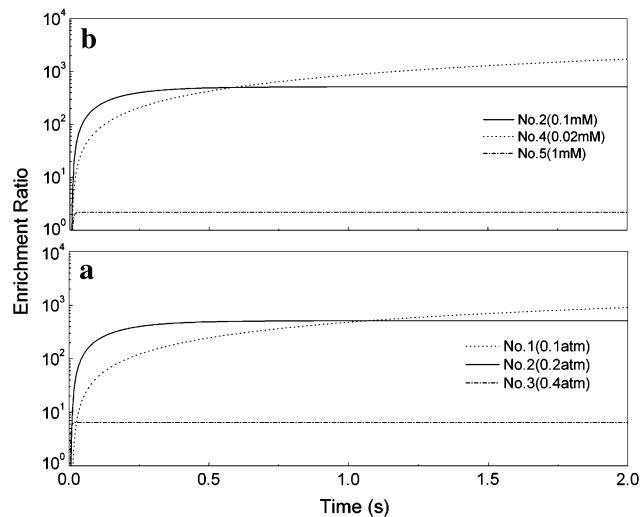 10^4
b
10^3
No.2(0.1mM)
No.4(0.02mM)
10^2
No.5(1mM)
10^1
10^0
Enrichment Ratio
10^4
a
10^3
No.1(0.1atm)
No.2(0.2atm)
10^2
No.3(0.4atm)
10^1
10^0
0.0 0.5 1.0 1.5 2.0
Time (s)